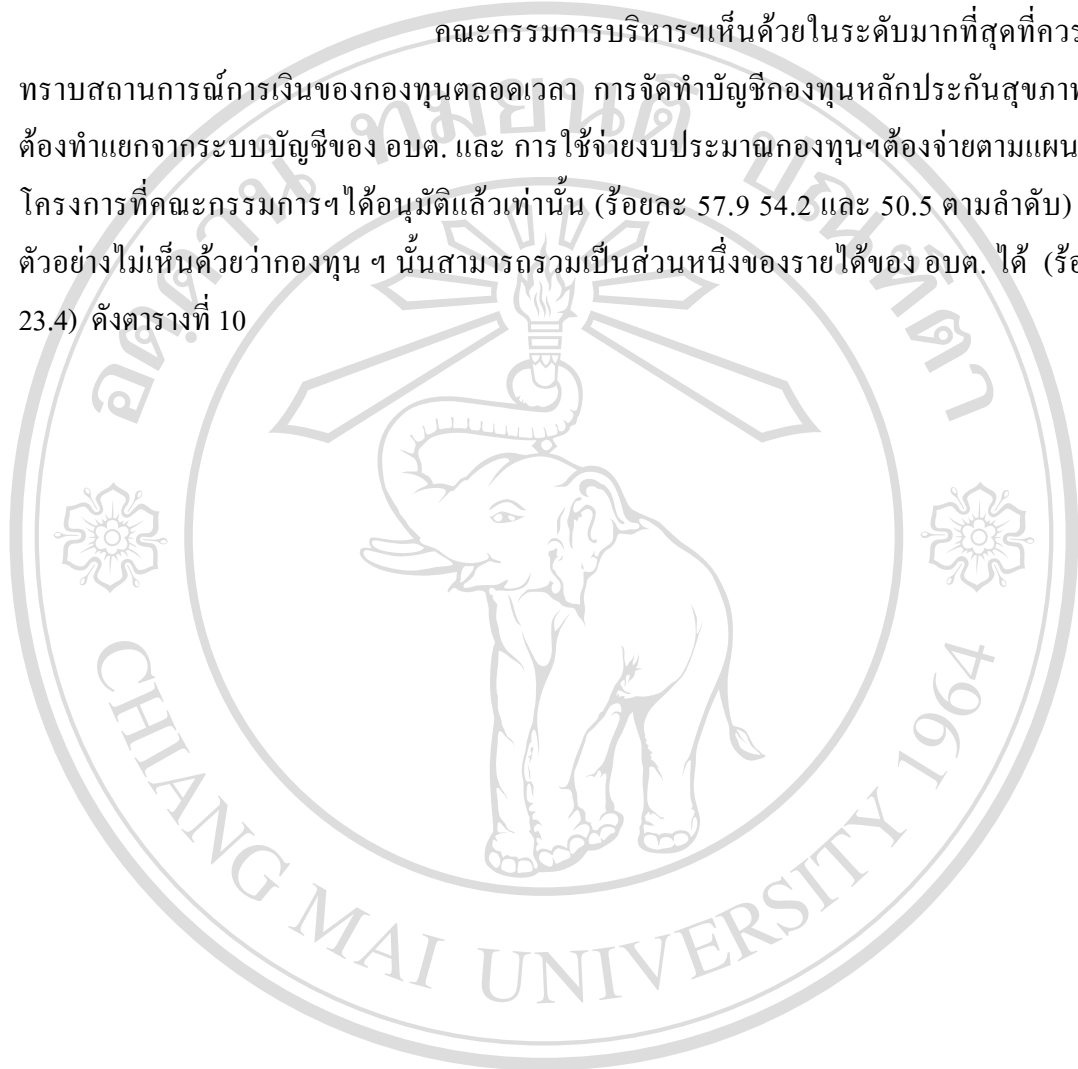 คณะกรรมการบริหารฯเห็นด้วยในระดับมากที่สุดที่ควร
ทราบสถานการณ์การเงินของกองทุนตลอดเวลา การจัดทำบัญชีกองทุนหลักประกันสุขภาพ
ต้องทำแยกจากระบบบัญชีของ อบต. และ การใช้จ่ายงบประมาณกองทุนฯต้องจ่ายตามแผน
โครงการที่คณะกรรมการฯได้อนุมัติแล้วเท่านั้น (ร้อยละ 57.9 54.2 และ 50.5 ตามลำดับ)
ตัวอย่างไม่เห็นด้วยว่ากองทุน ฯ นั้นสามารถรวมเป็นส่วนหนึ่งของรายได้ของ อบต. ได้ (ร้อ
23.4) ดังตารางที่ 10
อตฺตานํ ทมยนฺติ ปณฺฑิตา
CHIANG MAI UNIVERSITY 1964